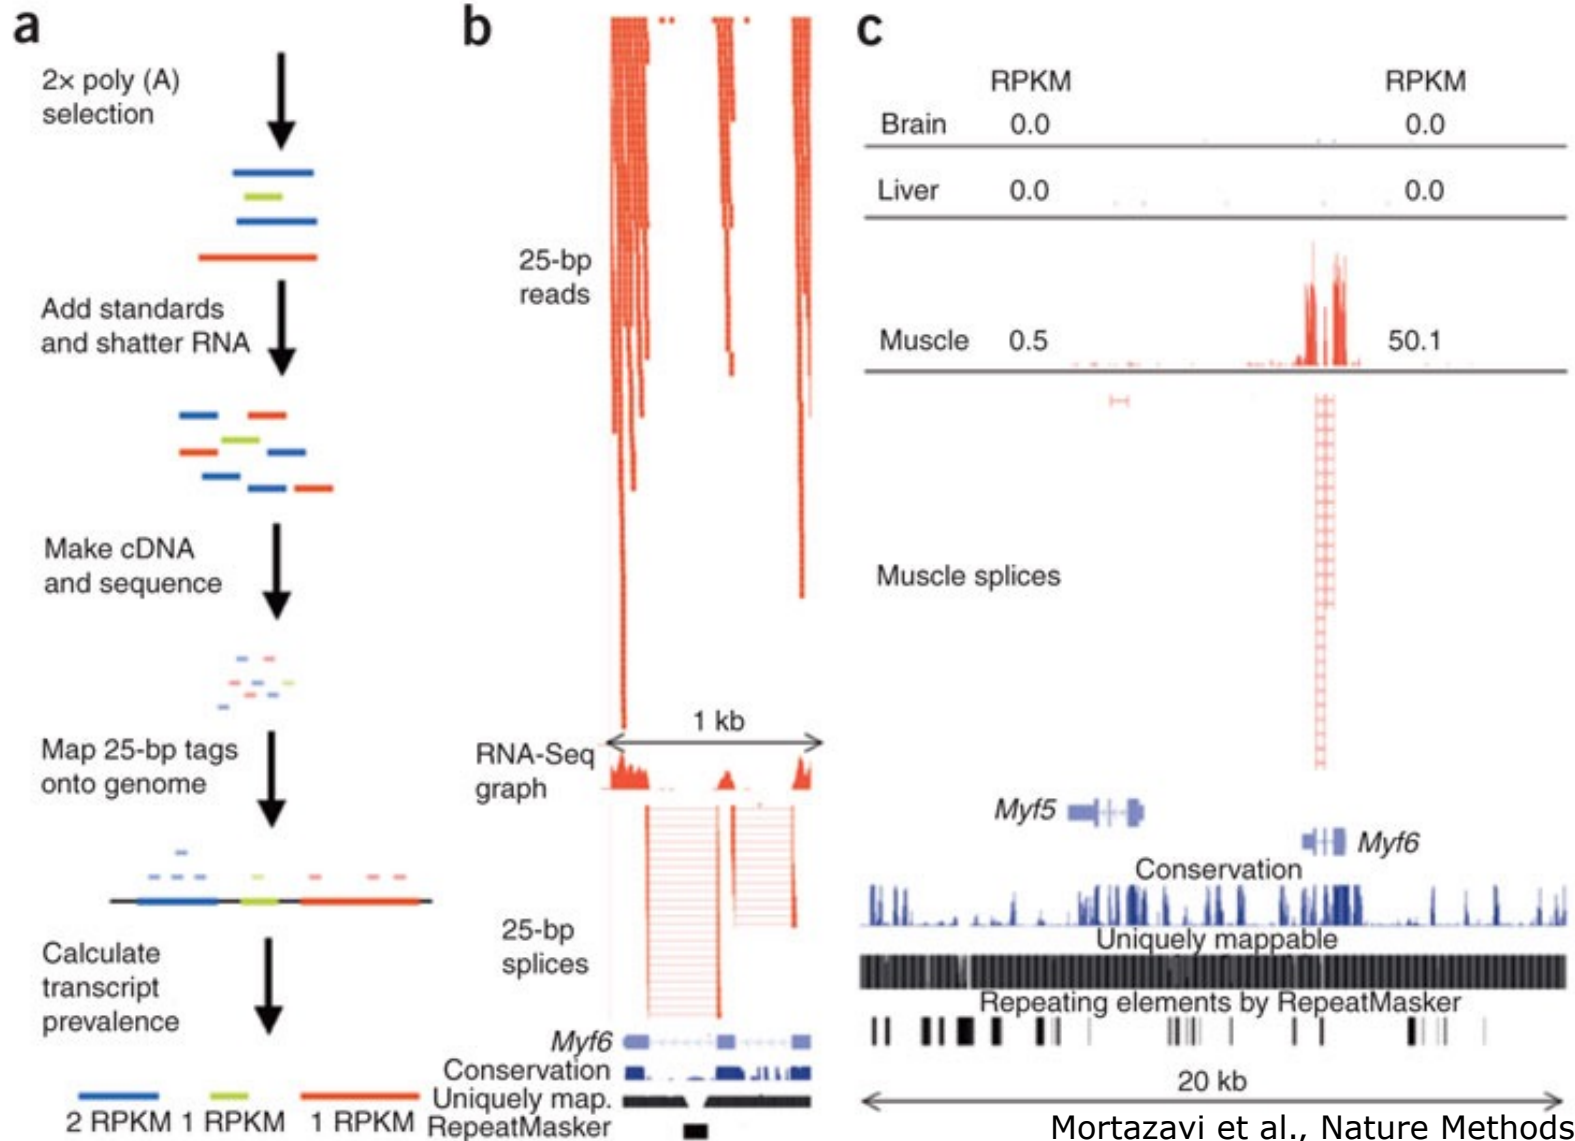 a
2× poly (A)
selection
Add standards
and shatter RNA
Make cDNA
and sequence
Map 25-bp tags
onto genome
Calculate
transcript
prevalence
2 RPKM 1 RPKM 1 RPKM
b
25-bp
reads
1 kb
RNA-Seq
graph
25-bp
splices
Myf6
Conservation
Uniquely map.
RepeatMasker
c
RPKM RPKM
Brain 0.0 0.0
Liver 0.0 0.0
Muscle 0.5 50.1
Muscle splices
Myf5
Myf6
Conservation
Uniquely mappable
Repeating elements by RepeatMasker
20 kb
Mortazavi et al., Nature Methods